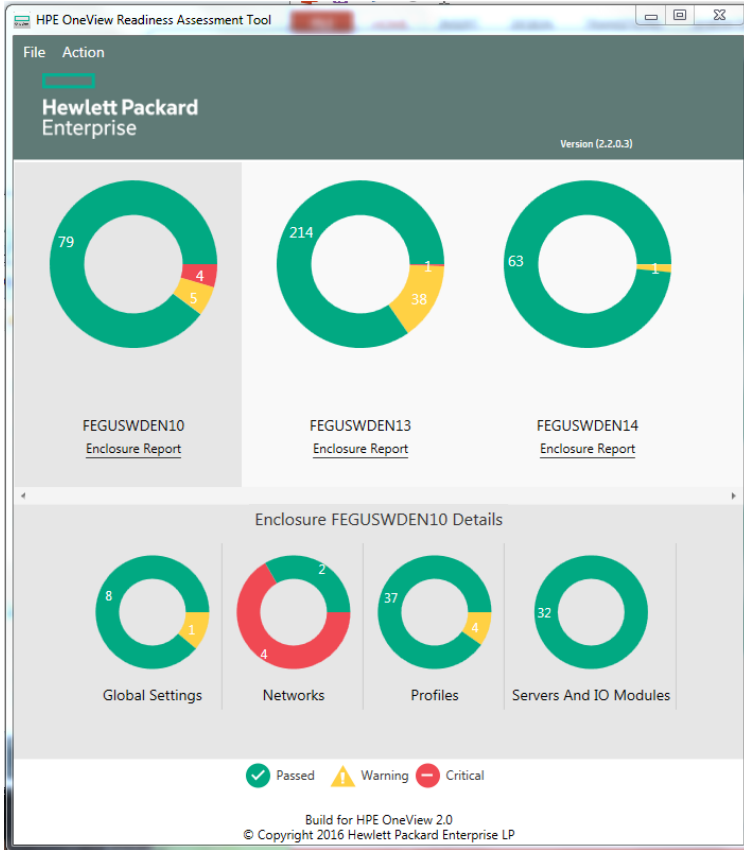 HPE OneView Readiness Assessment Tool
File Action
Hewlett Packard
Enterprise
Version (2.2.0.3)
79
4
5
214
1
38
63
1
FEGUSWDEN10
FEGUSWDEN13
FEGUSWDEN14
Enclosure Report
Enclosure Report
Enclosure Report
Enclosure FEGUSWDEN10 Details
8
1
2
4
37
4
32
Global Settings
Networks
Profiles
Servers And IO Modules
Passed
Warning
Critical
Build for HPE OneView 2.0
© Copyright 2016 Hewlett Packard Enterprise LP